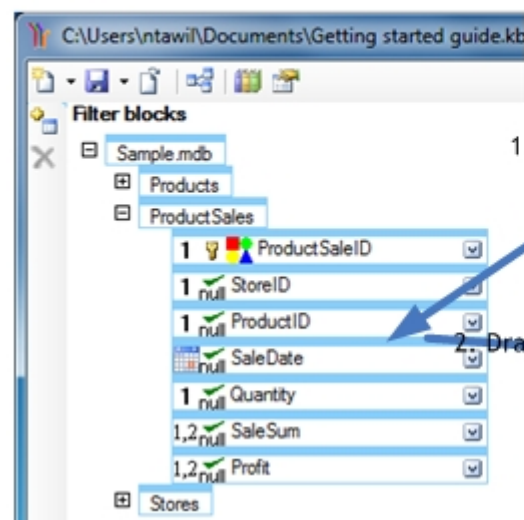 C:\Users\ntawil\Documents\Getting started guide.kb
Filter blocks
1
Sample.mdb
Products
ProductSales
1 ProductSaleID
1 null StoreID
1 null ProductID
null SaleDate
2. Dra
1 null Quantity
1,2 null SaleSum
1,2 null Profit
Stores